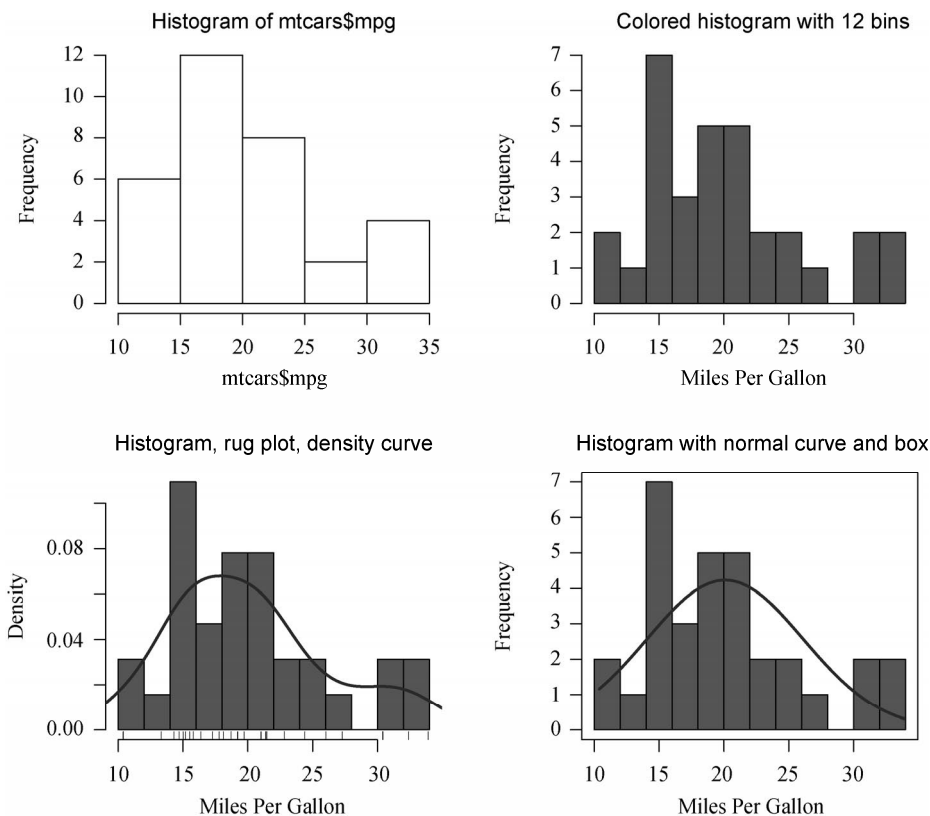 Histogram of mtcars$mpg
Frequency
12
10
8
6
4
2
0
10 15 20 25 30 35
mtcars$mpg
Colored histogram with 12 bins
Frequency
7
6
5
4
3
2
1
0
10 15 20 25 30
Miles Per Gallon
Histogram, rug plot, density curve
Density
0.08
0.04
0.00
10 15 20 25 30
Miles Per Gallon
Histogram with normal curve and box
Frequency
7
6
5
4
3
2
1
0
10 15 20 25 30
Miles Per Gallon